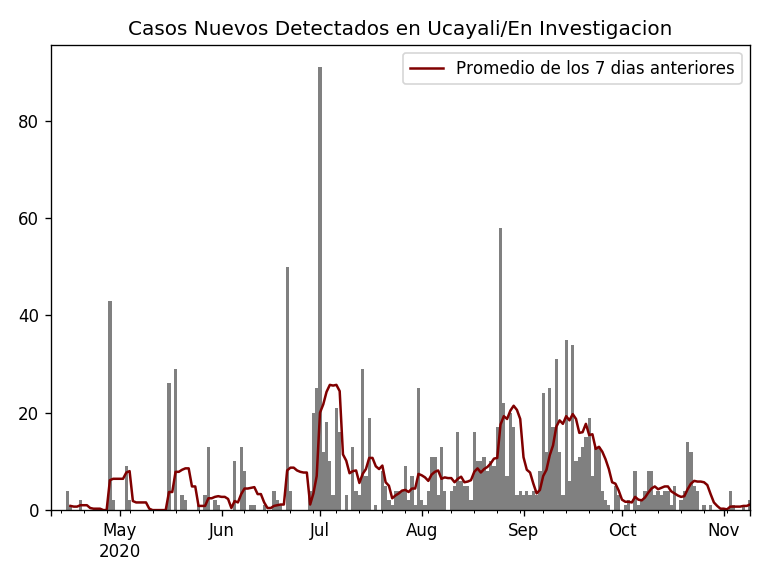 Casos Nuevos Detectados en Ucayali/En Investigacion
Promedio de los 7 dias anteriores
80
60
40
20
0
May Jun Jul Aug Sep Oct Nov
2020